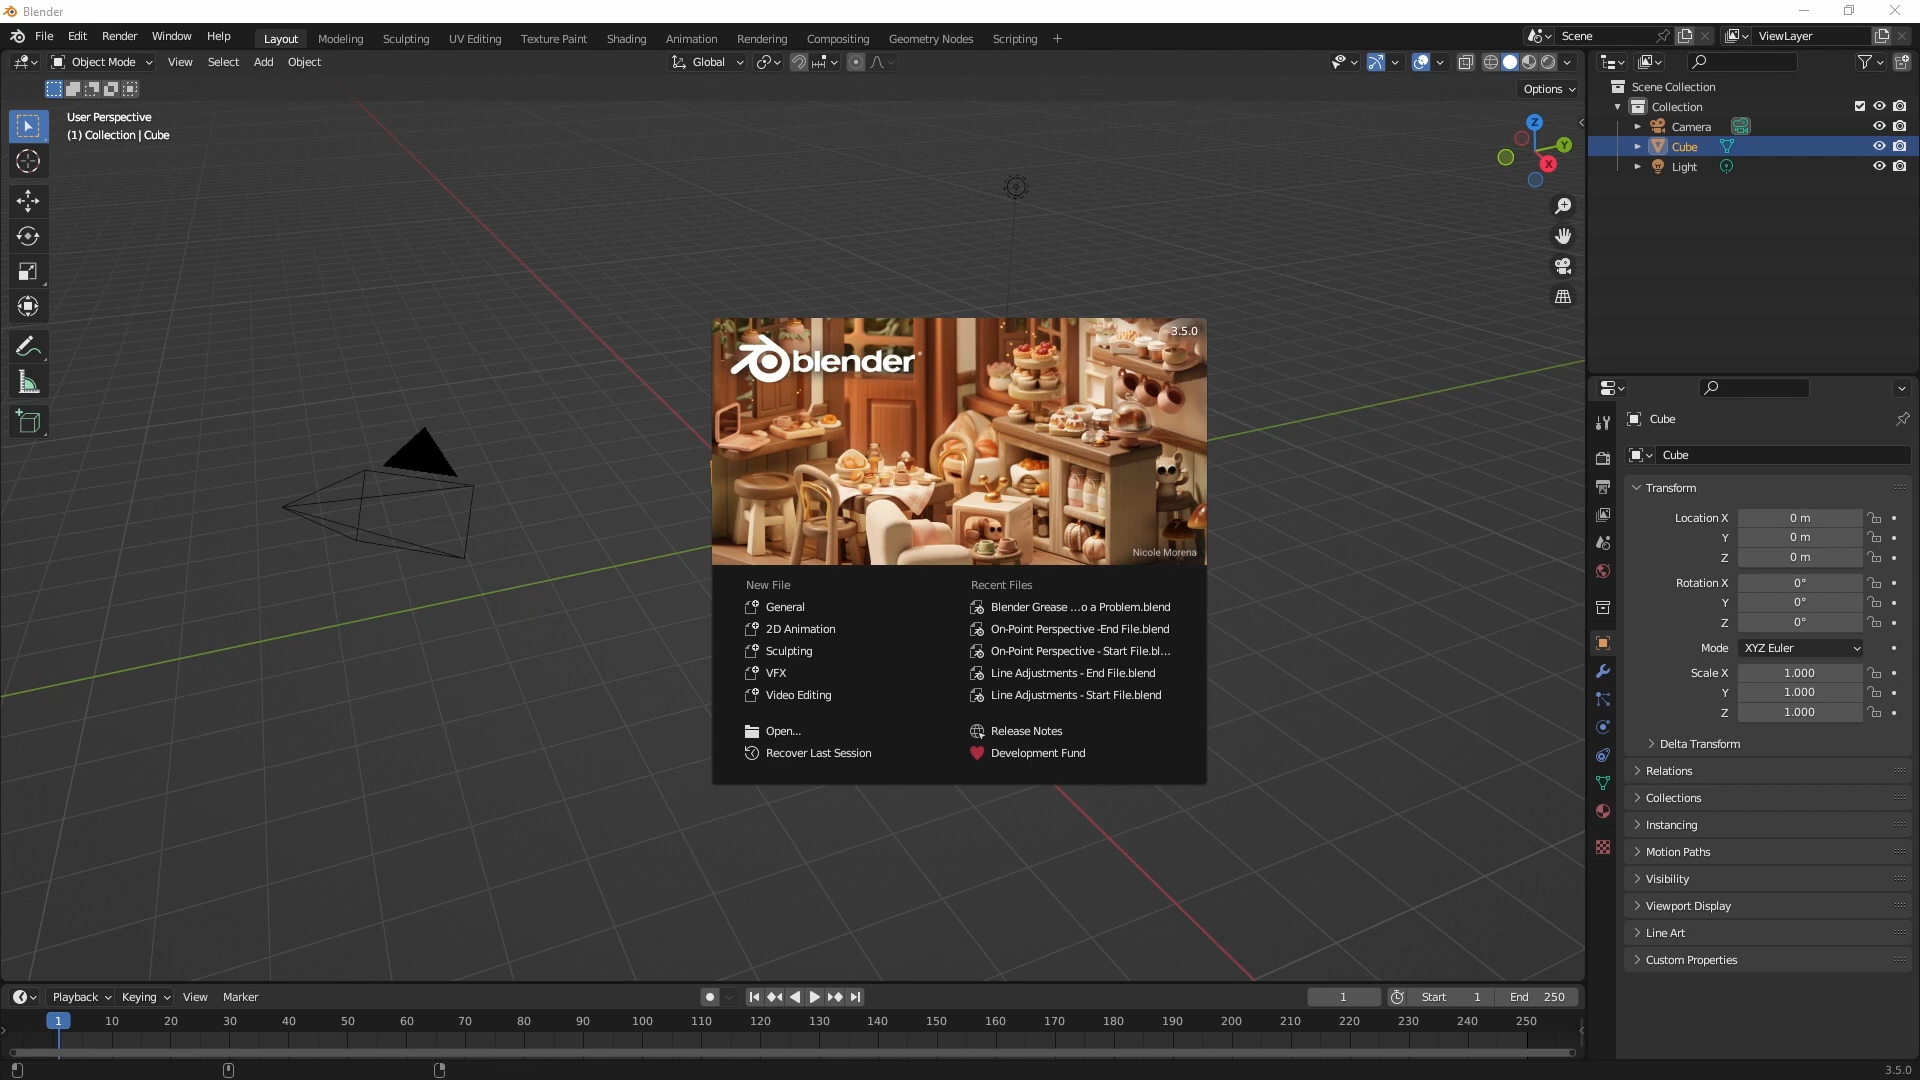 Blender
File Edit Render Window Help Layout Modeling Sculpting UV Editing Texture Paint Shading Animation Rendering Compositing Geometry Nodes Scripting + Scene ViewLayer
Object Mode View Select Add Object Global
Options
User Perspective
(1) Collection | Cube
Z
Y
X
Scene Collection
Collection
Camera
Cube
Light
3.5.0
blender
Nicole Morena
New File
General
2D Animation
Sculpting
VFX
Video Editing
Open...
Recover Last Session
Recent Files
Blender Grease ...o a Problem.blend
On-Point Perspective -End File.blend
On-Point Perspective - Start File.bl...
Line Adjustments - End File.blend
Line Adjustments - Start File.blend
Release Notes
Development Fund
Cube
Cube
Transform
Location X 0 m
Y 0 m
Z 0 m
Rotation X 0°
Y 0°
Z 0°
Mode XYZ Euler
Scale X 1.000
Y 1.000
Z 1.000
Delta Transform
Relations
Collections
Instancing
Motion Paths
Visibility
Viewport Display
Line Art
Custom Properties
Playback Keying View Marker 1 Start 1 End 250
1 10 20 30 40 50 60 70 80 90 100 110 120 130 140 150 160 170 180 190 200 210 220 230 240 250
3.5.0